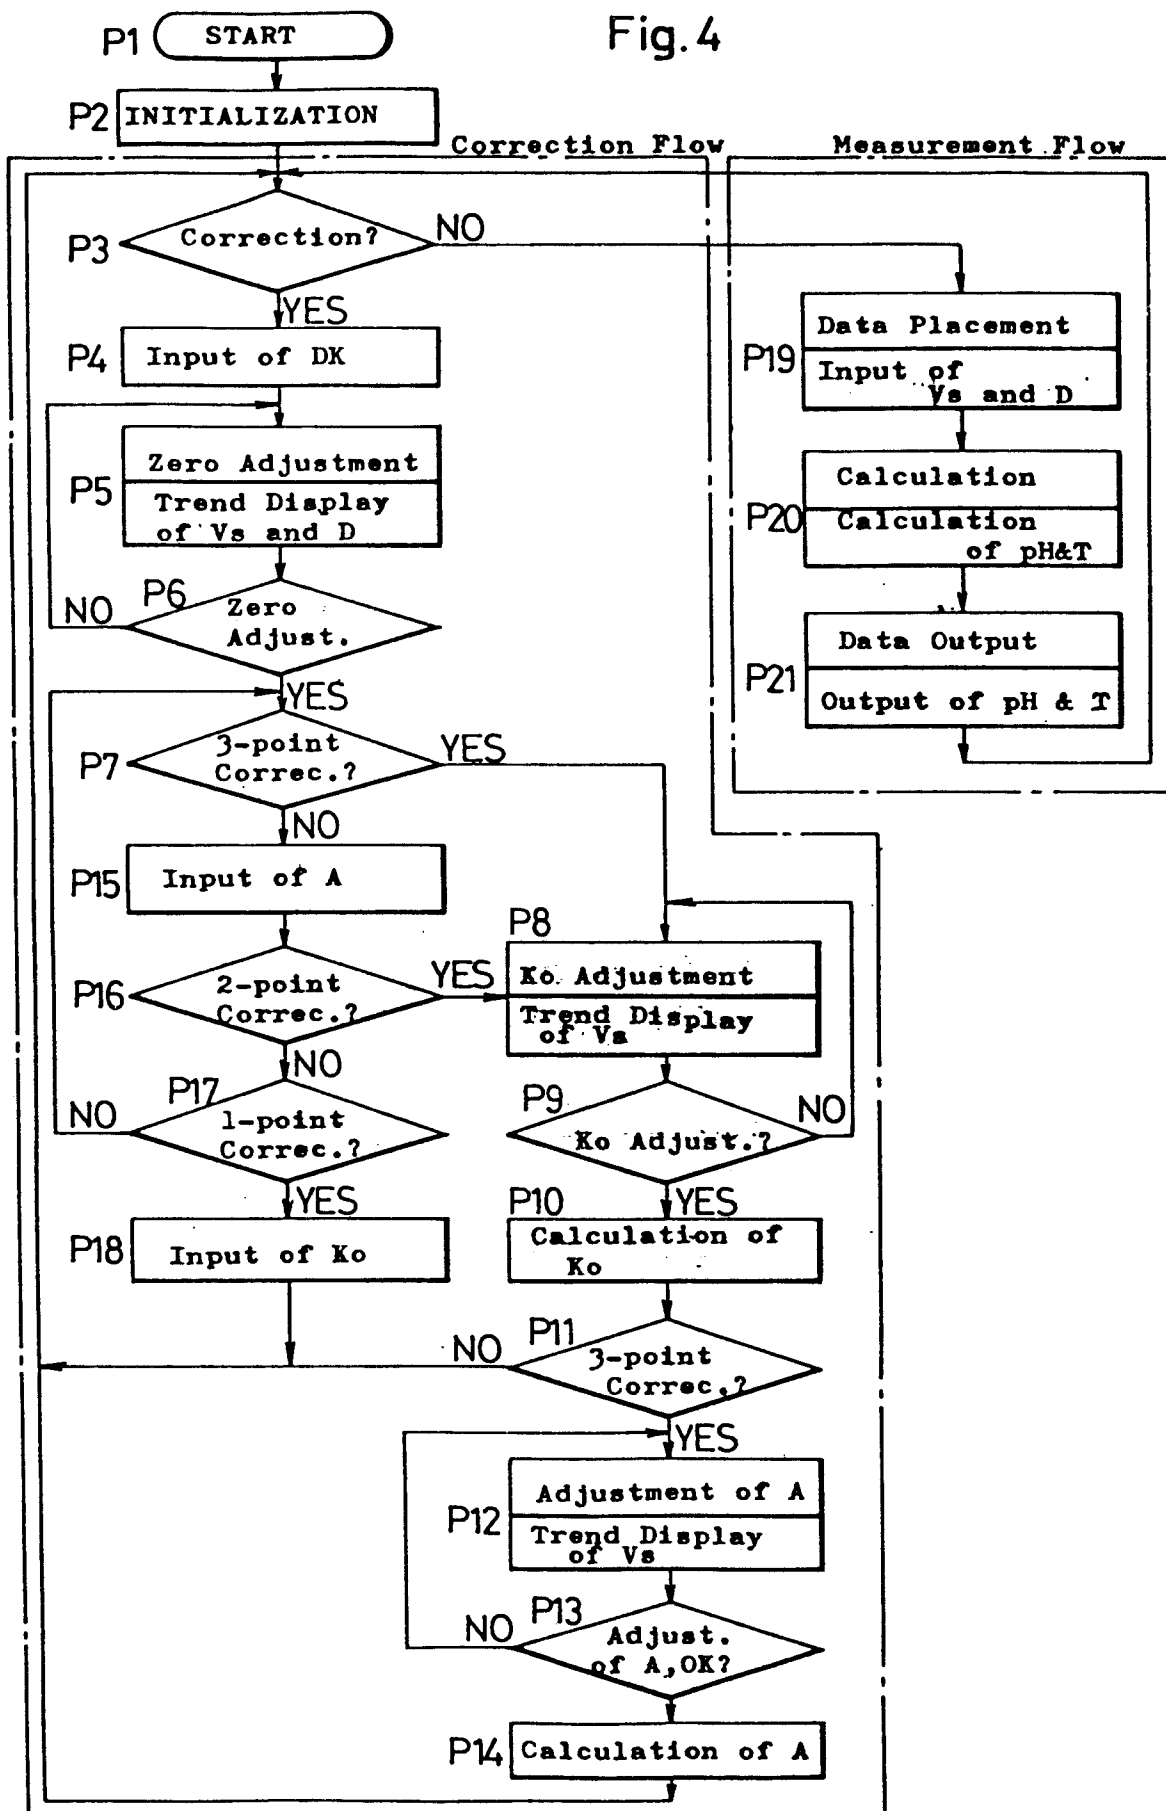 Fig.4
P1
START
P2
INITIALIZATION
Correction Flow
Measurement Flow
P3
Correction?
NO
YES
P4
Input of DK
P5
Zero Adjustment
Trend Display
of Vs and D
P6
Zero
Adjust.
NO
YES
P7
3-point
Correc.?
YES
NO
P15
Input of A
P16
2-point
Correc.?
YES
NO
P17
1-point
Correc.?
NO
YES
P18
Input of Ko
P8
Ko Adjustment
Trend Display
of Vs
P9
Ko Adjust.?
NO
YES
P10
Calculation of
Ko
P11
3-point
Correc.?
NO
YES
P12
Adjustment of A
Trend Display
of Vs
P13
Adjust.
of A,OK?
NO
P14
Calculation of A
P19
Data Placement
Input of
Vs and D
P20
Calculation
Calculation
of pH&T
P21
Data Output
Output of pH & T